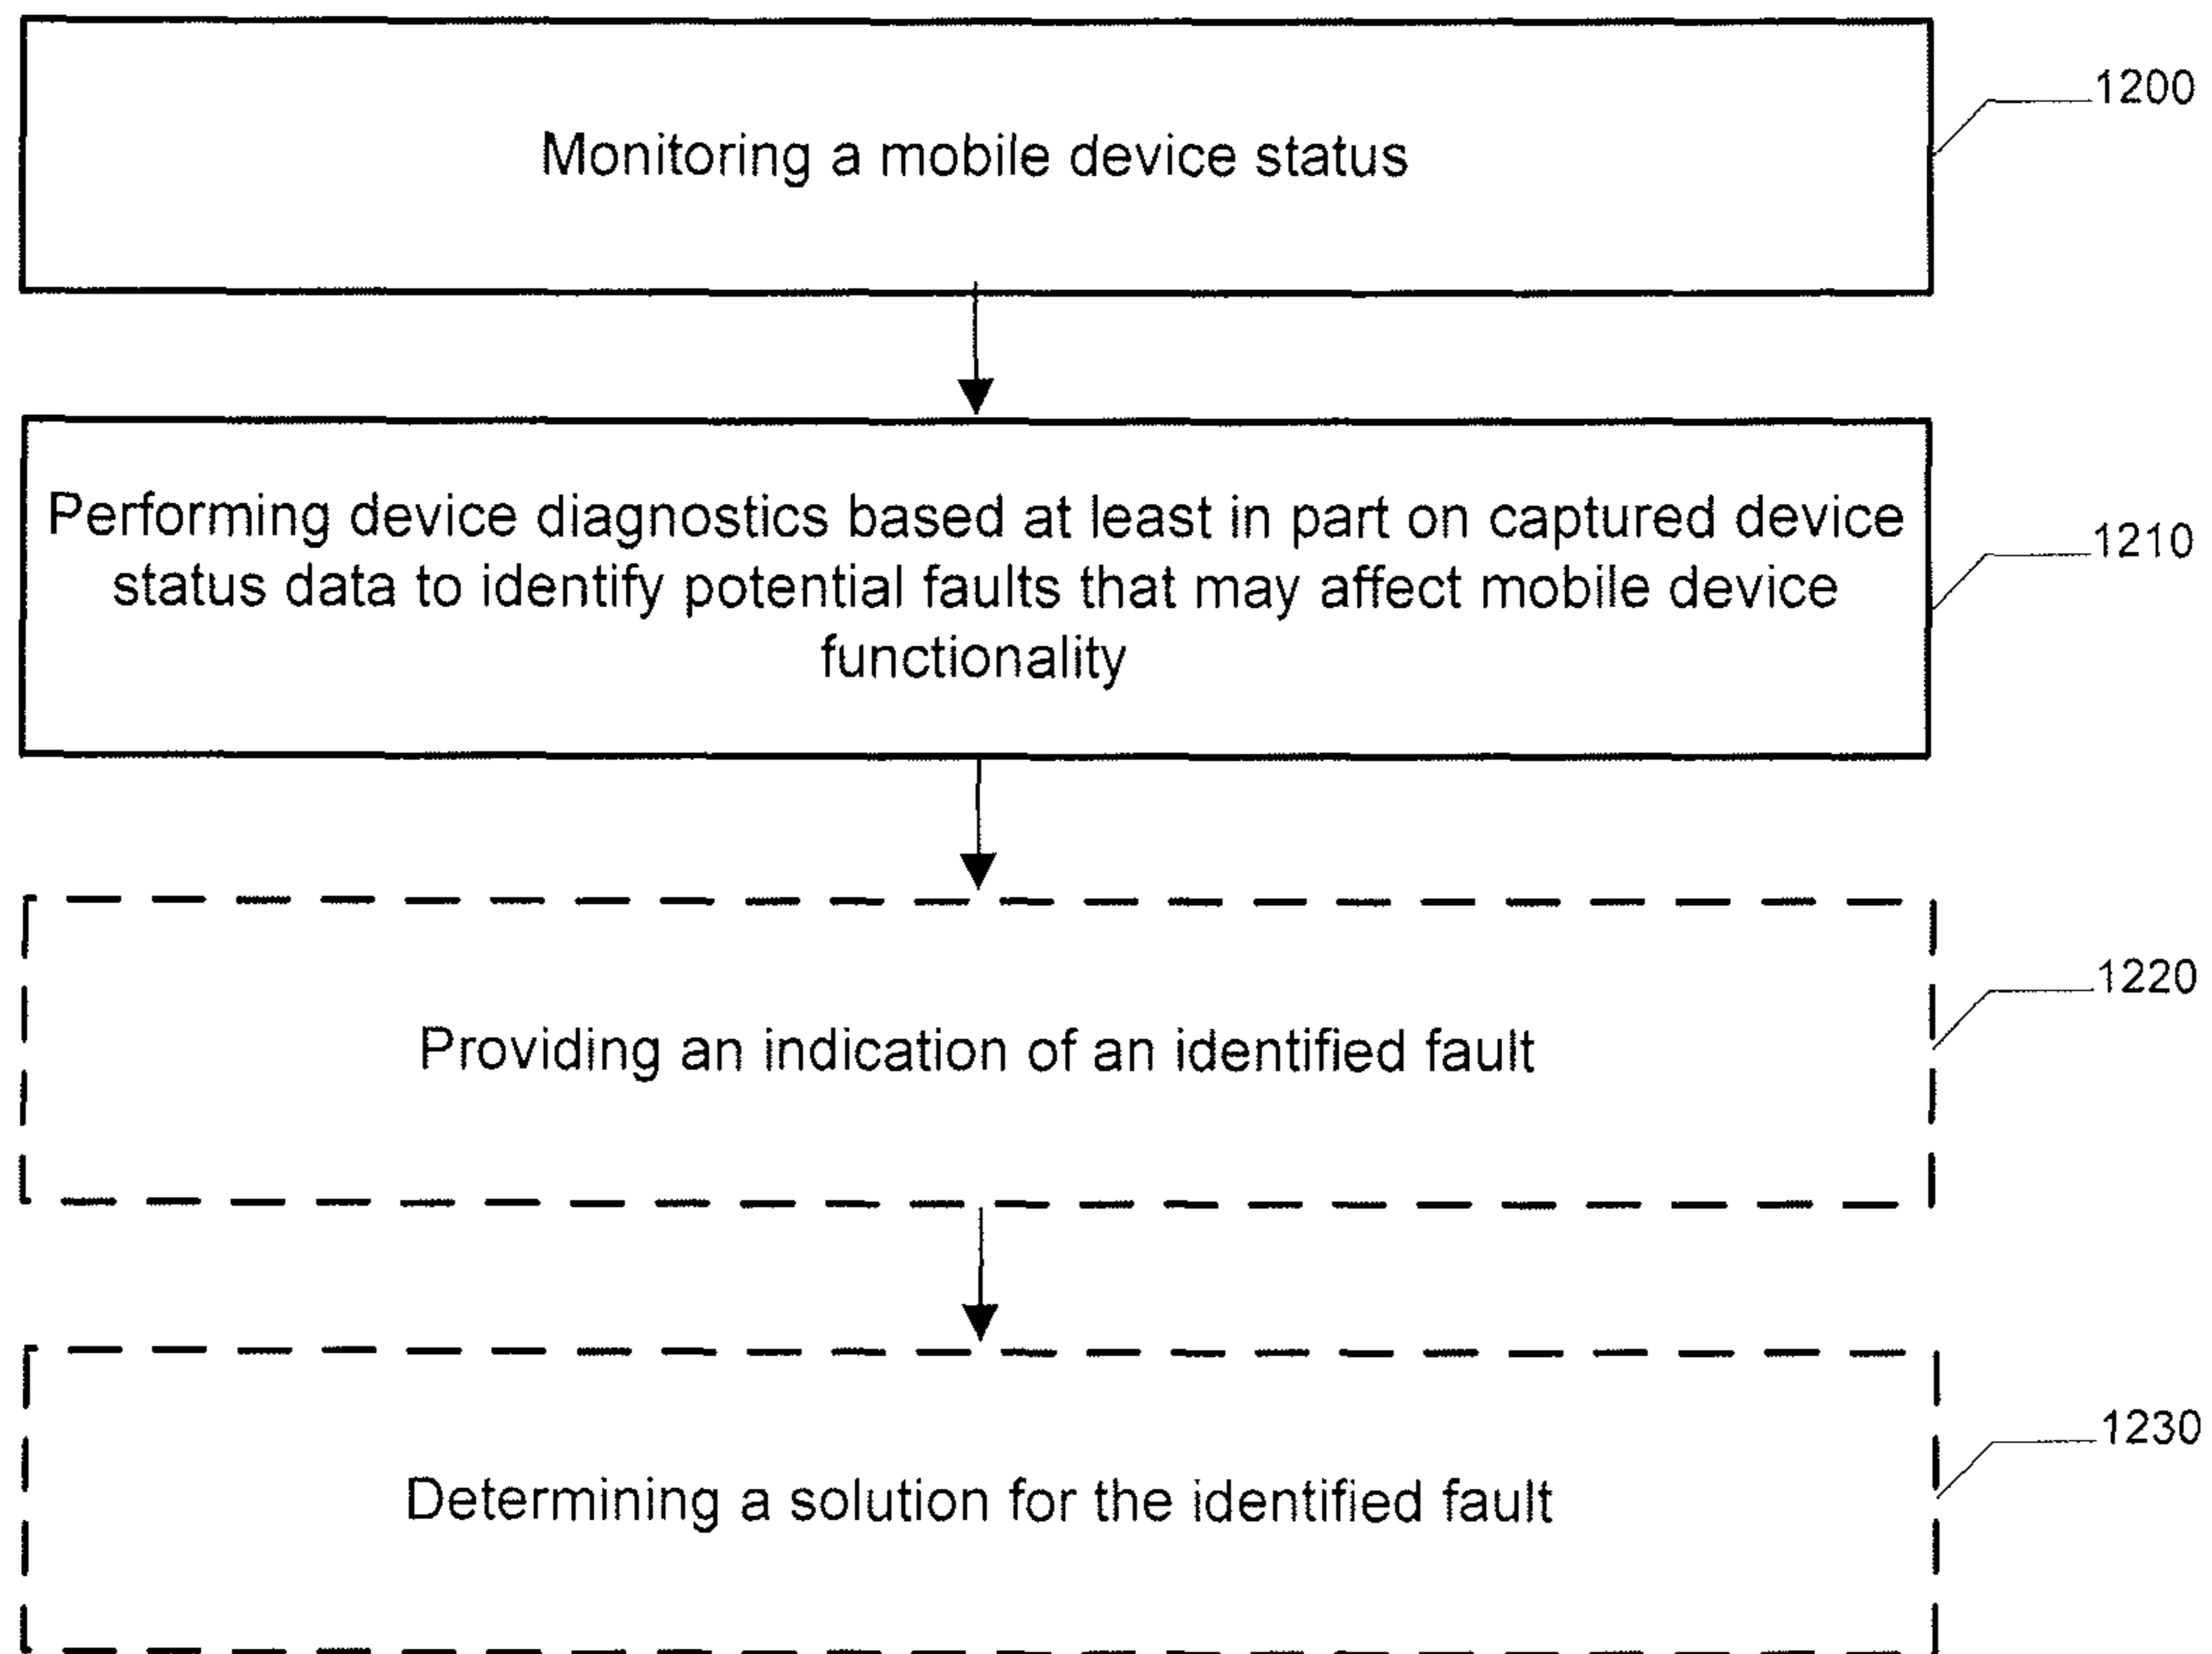 Monitoring a mobile device status
1200
Performing device diagnostics based at least in part on captured device
status data to identify potential faults that may affect mobile device
functionality
1210
Providing an indication of an identified fault
1220
Determining a solution for the identified fault
1230